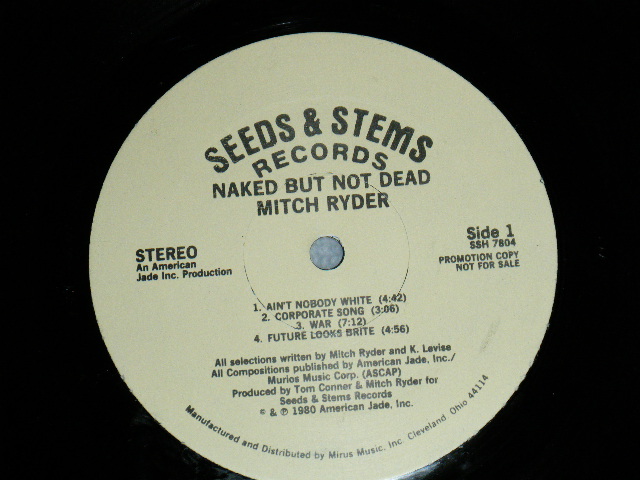 SEEDS & STEMS
RECORDS
NAKED BUT NOT DEAD
MITCH RYDER
STEREO
An American
Jade Inc. Production
Side 1
SSH 7804
PROMOTION COPY
NOT FOR SALE
1. AIN'T NOBODY WHITE (4:42)
2. CORPORATE SONG (3:06)
3. WAR (7:12)
4. FUTURE LOOKS BRITE (4:56)
All selections written by Mitch Ryder and K. Levise
All Compositions published by American Jade, Inc./
Murios Music Corp. (ASCAP)
Produced by Tom Conner & Mitch Ryder for
Seeds & Stems Records
© & ℗ 1980 American Jade, Inc.
Manufactured and Distributed by Mirus Music, Inc. Cleveland, Ohio 44114